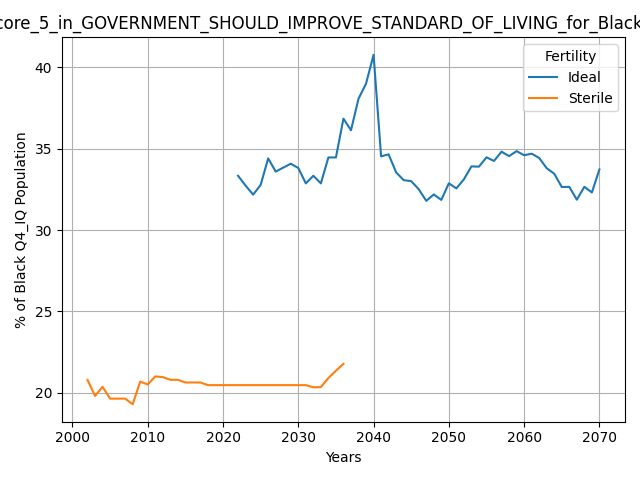 core_5_in_GOVERNMENT_SHOULD_IMPROVE_STANDARD_OF_LIVING_for_Black
Fertility
Ideal
Sterile
% of Black Q4_IQ Population
40
35
30
25
20
2000 2010 2020 2030 2040 2050 2060 2070
Years